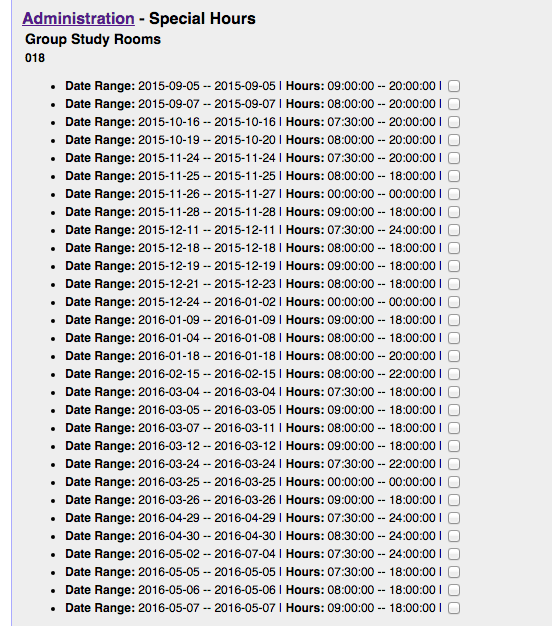 Administration - Special Hours
Group Study Rooms
018
Date Range: 2015-09-05 -- 2015-09-05 | Hours: 09:00:00 -- 20:00:00 |
Date Range: 2015-09-07 -- 2015-09-07 | Hours: 08:00:00 -- 20:00:00 |
Date Range: 2015-10-16 -- 2015-10-16 | Hours: 07:30:00 -- 20:00:00 |
Date Range: 2015-10-19 -- 2015-10-20 | Hours: 08:00:00 -- 20:00:00 |
Date Range: 2015-11-24 -- 2015-11-24 | Hours: 07:30:00 -- 20:00:00 |
Date Range: 2015-11-25 -- 2015-11-25 | Hours: 08:00:00 -- 18:00:00 |
Date Range: 2015-11-26 -- 2015-11-27 | Hours: 00:00:00 -- 00:00:00 |
Date Range: 2015-11-28 -- 2015-11-28 | Hours: 09:00:00 -- 18:00:00 |
Date Range: 2015-12-11 -- 2015-12-11 | Hours: 07:30:00 -- 24:00:00 |
Date Range: 2015-12-18 -- 2015-12-18 | Hours: 08:00:00 -- 18:00:00 |
Date Range: 2015-12-19 -- 2015-12-19 | Hours: 09:00:00 -- 18:00:00 |
Date Range: 2015-12-21 -- 2015-12-23 | Hours: 08:00:00 -- 18:00:00 |
Date Range: 2015-12-24 -- 2016-01-02 | Hours: 00:00:00 -- 00:00:00 |
Date Range: 2016-01-09 -- 2016-01-09 | Hours: 09:00:00 -- 18:00:00 |
Date Range: 2016-01-04 -- 2016-01-08 | Hours: 08:00:00 -- 18:00:00 |
Date Range: 2016-01-18 -- 2016-01-18 | Hours: 08:00:00 -- 20:00:00 |
Date Range: 2016-02-15 -- 2016-02-15 | Hours: 08:00:00 -- 22:00:00 |
Date Range: 2016-03-04 -- 2016-03-04 | Hours: 07:30:00 -- 18:00:00 |
Date Range: 2016-03-05 -- 2016-03-05 | Hours: 09:00:00 -- 18:00:00 |
Date Range: 2016-03-07 -- 2016-03-11 | Hours: 08:00:00 -- 18:00:00 |
Date Range: 2016-03-12 -- 2016-03-12 | Hours: 09:00:00 -- 18:00:00 |
Date Range: 2016-03-24 -- 2016-03-24 | Hours: 07:30:00 -- 22:00:00 |
Date Range: 2016-03-25 -- 2016-03-25 | Hours: 00:00:00 -- 00:00:00 |
Date Range: 2016-03-26 -- 2016-03-26 | Hours: 09:00:00 -- 18:00:00 |
Date Range: 2016-04-29 -- 2016-04-29 | Hours: 07:30:00 -- 24:00:00 |
Date Range: 2016-04-30 -- 2016-04-30 | Hours: 08:30:00 -- 24:00:00 |
Date Range: 2016-05-02 -- 2016-07-04 | Hours: 07:30:00 -- 24:00:00 |
Date Range: 2016-05-05 -- 2016-05-05 | Hours: 07:30:00 -- 18:00:00 |
Date Range: 2016-05-06 -- 2016-05-06 | Hours: 08:00:00 -- 18:00:00 |
Date Range: 2016-05-07 -- 2016-05-07 | Hours: 09:00:00 -- 18:00:00 |